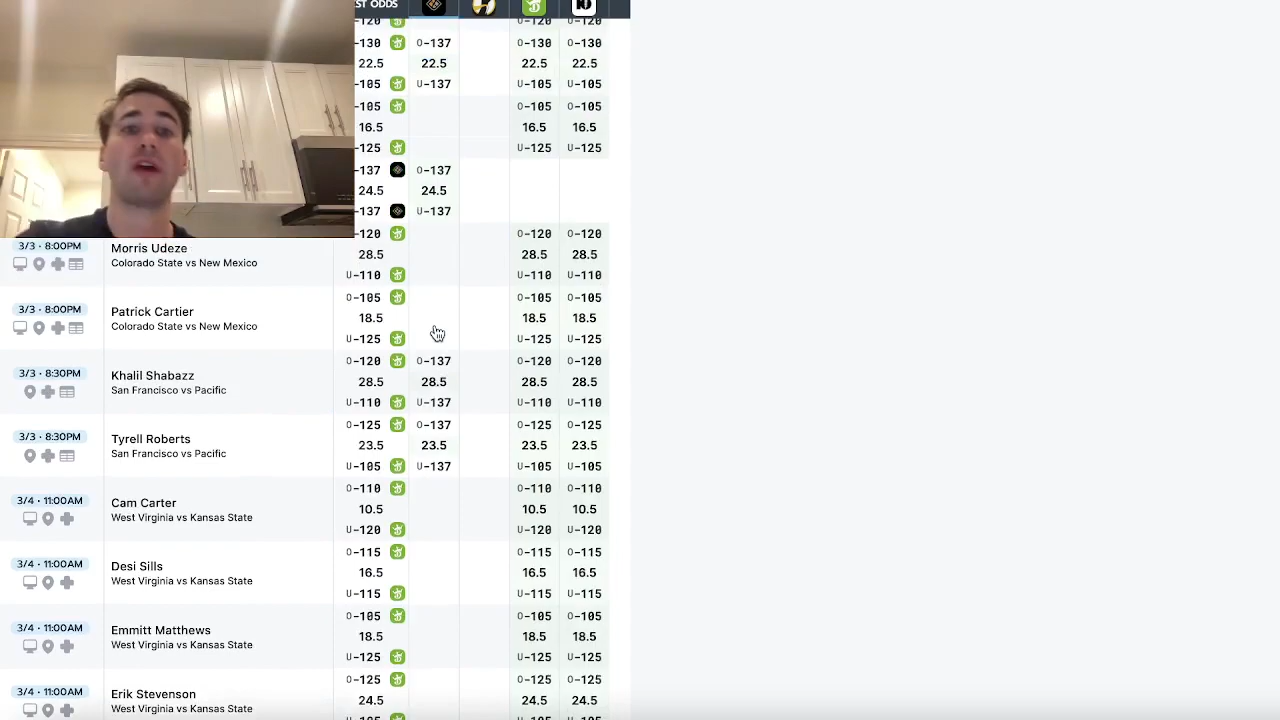 ST ODDS
-120 U-120 U-120
-130 O-137 O-130 O-130
22.5 22.5 22.5 22.5
-105 U-137 U-105 U-105
-105 O-105 O-105
16.5 16.5 16.5
-125 U-125 U-125
-137 O-137
24.5 24.5
-137 U-137
-120 O-120 O-120
3/3 • 8:00PM Morris Udeze
28.5 28.5 28.5
Colorado State vs New Mexico
U-110 U-110 U-110
O-105 O-105 O-105
3/3 • 8:00PM Patrick Cartier
18.5 18.5 18.5
Colorado State vs New Mexico
U-125 U-125 U-125
O-120 O-137 O-120 O-120
3/3 • 8:30PM Khalil Shabazz
28.5 28.5 28.5 28.5
San Francisco vs Pacific
U-110 U-137 U-110 U-110
O-125 O-137 O-125 O-125
3/3 • 8:30PM Tyrell Roberts
23.5 23.5 23.5 23.5
San Francisco vs Pacific
U-105 U-137 U-105 U-105
O-110 O-110 O-110
3/4 • 11:00AM Cam Carter
10.5 10.5 10.5
West Virginia vs Kansas State
U-120 U-120 U-120
O-115 O-115 O-115
3/4 • 11:00AM Desi Sills
16.5 16.5 16.5
West Virginia vs Kansas State
U-115 U-115 U-115
O-105 O-105 O-105
3/4 • 11:00AM Emmitt Matthews
18.5 18.5 18.5
West Virginia vs Kansas State
U-125 U-125 U-125
O-125 O-125 O-125
3/4 • 11:00AM Erik Stevenson
24.5 24.5 24.5
West Virginia vs Kansas State
U-105 U-105 U-105